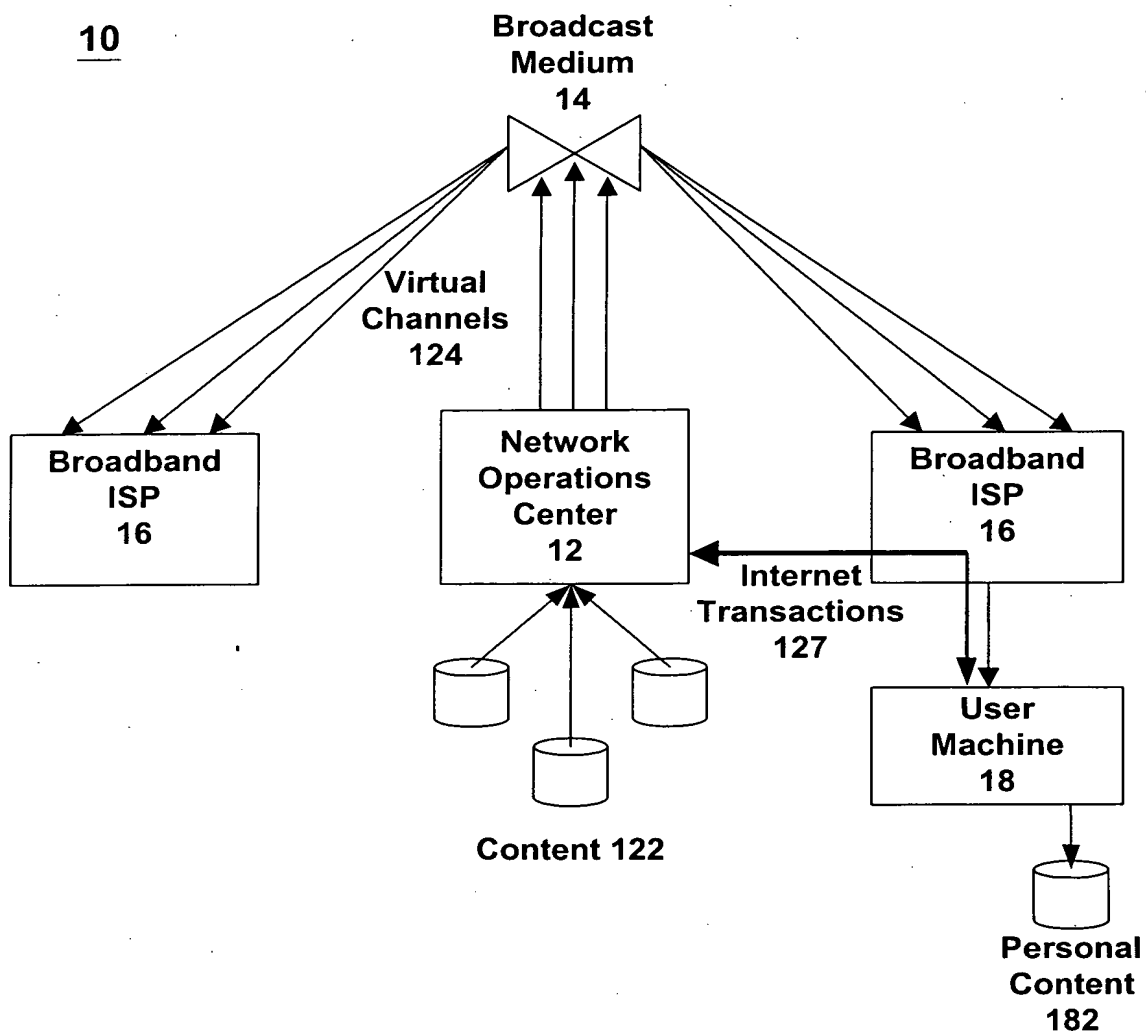 10
Broadcast
Medium
14
Virtual
Channels
124
Broadband
ISP
16
Network
Operations
Center
12
Broadband
ISP
16
Internet
Transactions
127
User
Machine
18
Content 122
Personal
Content
182